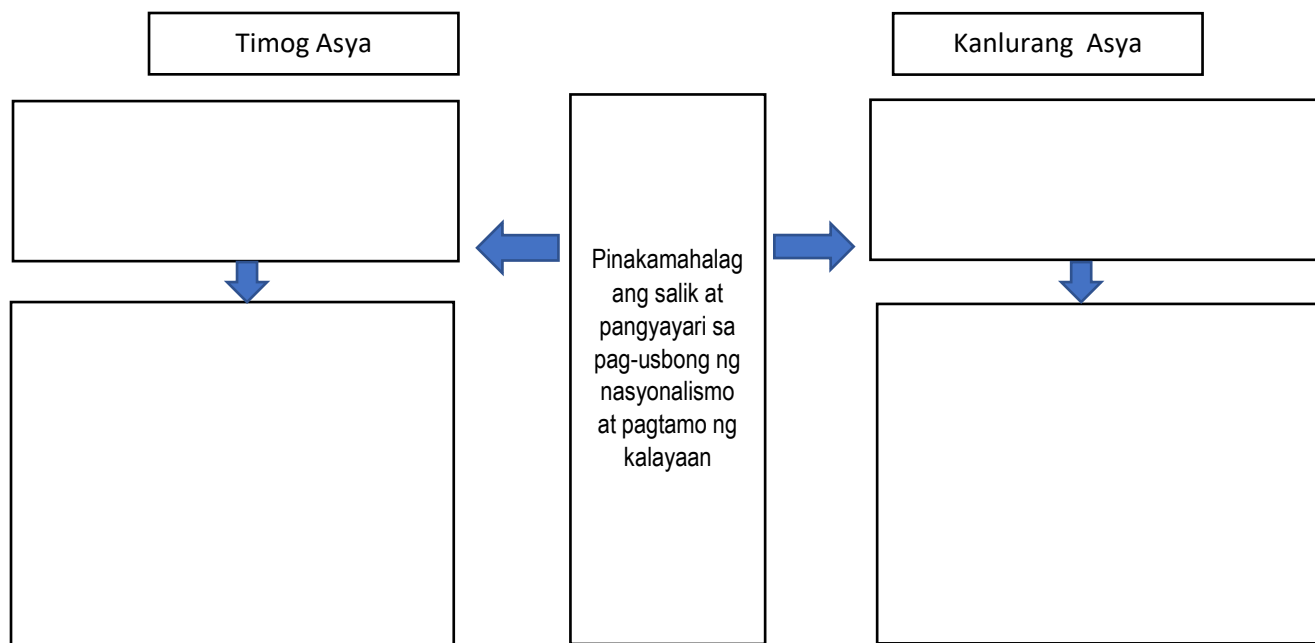 Timog Asya
Kanlurang Asya
Pinakamahalag
ang salik at
pangyayari sa
pag-usbong ng
nasyonalismo
at pagtamo ng
kalayaan